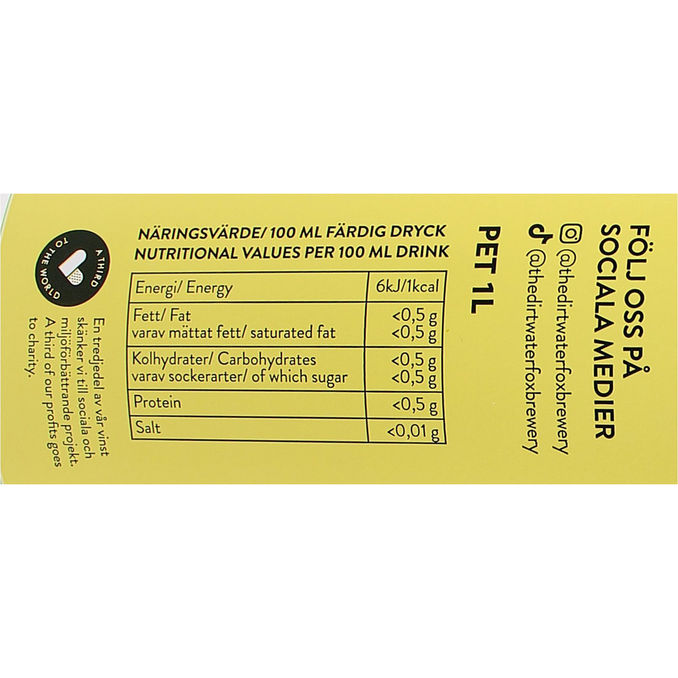 NÄRINGSVÄRDE/ 100 ML FÄRDIG DRYCK
NUTRITIONAL VALUES PER 100 ML DRINK
Energi/ Energy 6kJ/1kcal
Fett/ Fat <0,5 g
varav mättat fett/ saturated fat <0,5 g
Kolhydrater/ Carbohydrates <0,5 g
varav sockerarter/ of which sugar <0,5 g
Protein <0,5 g
Salt <0,01 g
PET 1L
FÖLJ OSS PÅ
SOCIALA MEDIER
@thedirtwaterfoxbrewery
@thedirtwaterfoxbrewery
A THIRD
TO THE WORLD
En tredjedel av vår vinst
skänker vi till sociala och
miljöförbättrande projekt.
A third of our profits goes
to charity.